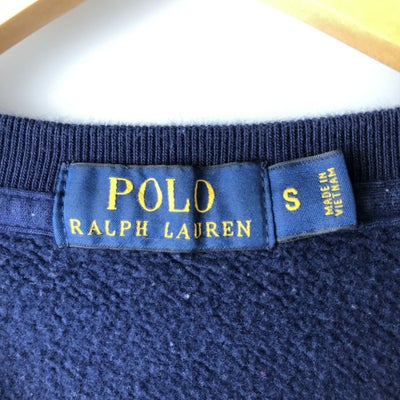 POLO
RALPH LAUREN
S
MADE IN
VIETNAM